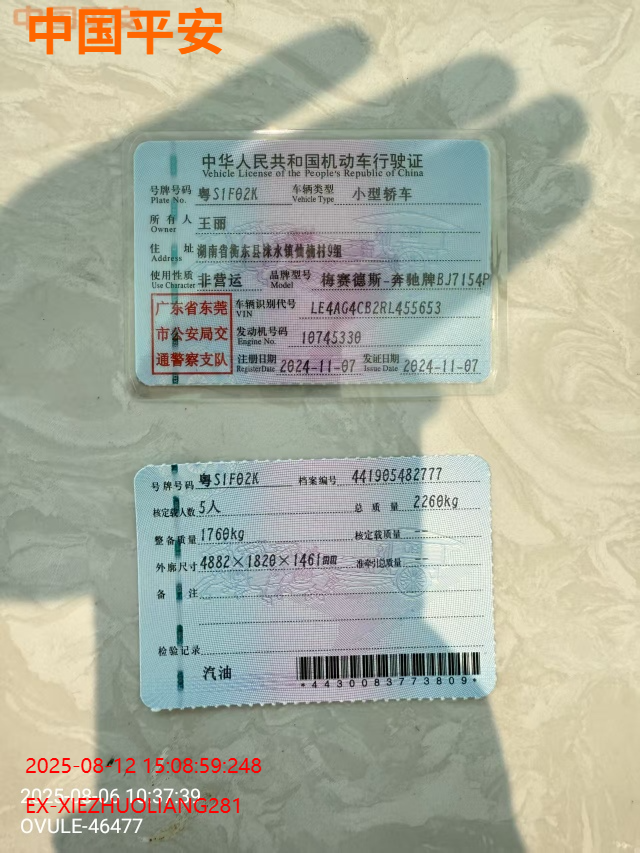 中国平安
中华人民共和国机动车行驶证
Vehicle License of the People's Republic of China
号牌号码 粤S1F02K 车辆类型 小型轿车
Plate No. Vehicle Type
所有人 王丽
Owner
住址 湖南省衡东县 水镇 村9组
Address
使用性质 非营运 品牌型号 梅赛德斯-奔驰牌BJ7154P
Use Character Model
广东省东莞
市公安局交
通警察支队
车辆识别代号 LE4AG4CB2RL455653
VIN
发动机号码 10745330
Engine No.
注册日期 2024-11-07 发证日期 2024-11-07
Register Date Issue Date
号牌号码 粤S1F02K 档案编号 441905482777
核定载人数 5人 总质量 2260kg
整备质量 1760kg 核定载质量
外廓尺寸 4882×1820×1461mm 准牵引总质量
备注
检验记录
汽油
*4430083773809*
2025-08-12 15:08:59:248
2025-08-06 10:37:39
EX-XIEZHUOLIANG281
OVULE-46477